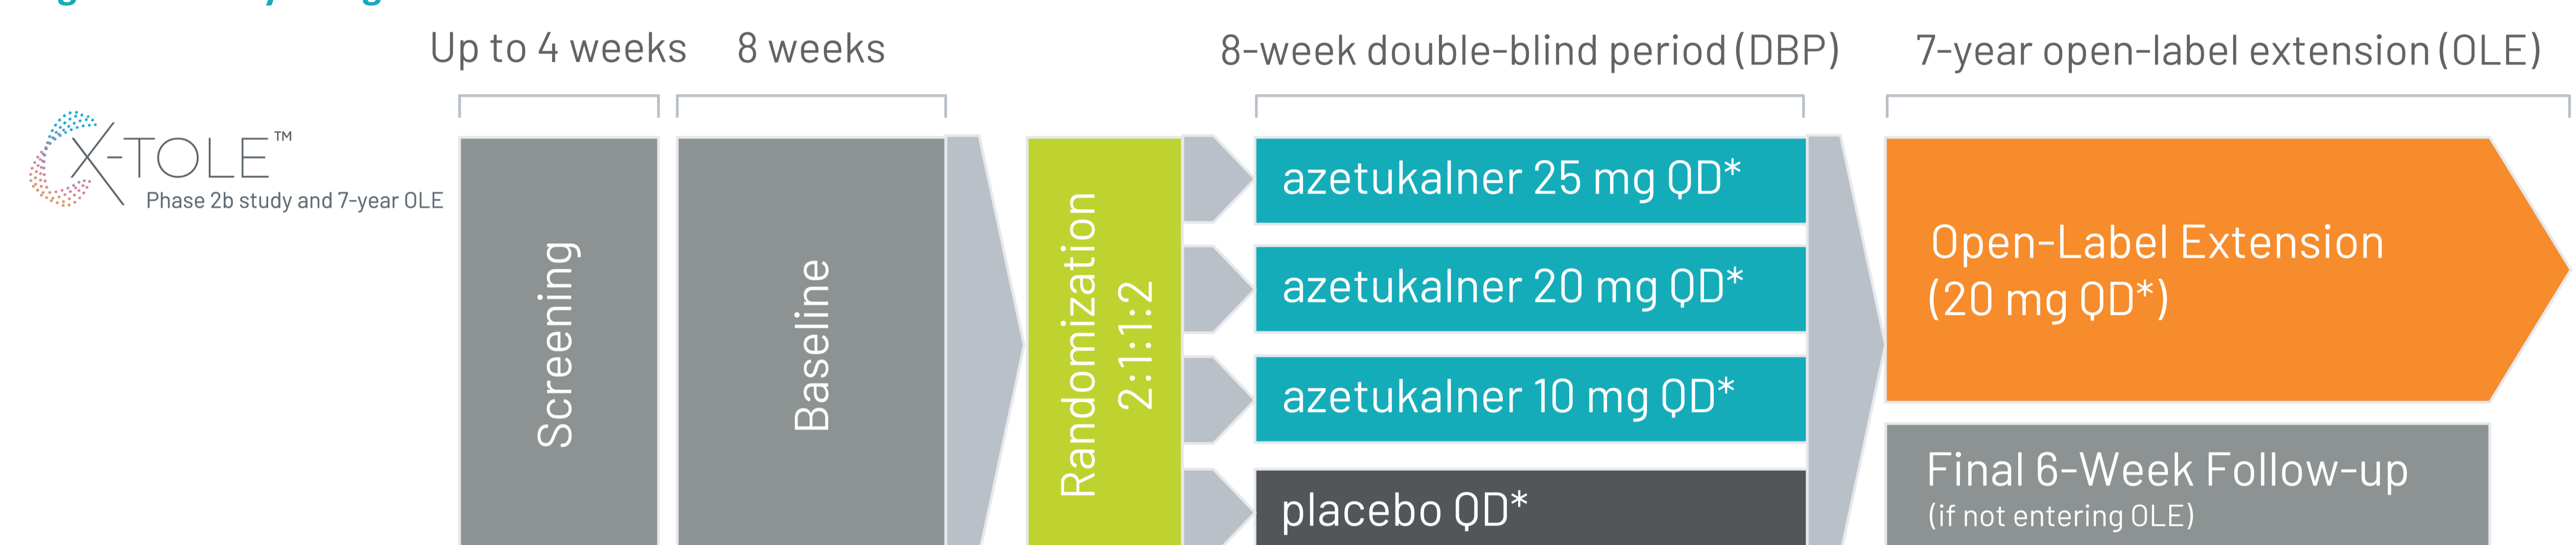 Up to 4 weeks
8 weeks
8-week double-blind period (DBP)
7-year open-label extension (OLE)
X-TOLE™
Phase 2b study and 7-year OLE
Screening
Baseline
Randomization
2:1:1:2
azetukalner 25 mg QD*
azetukalner 20 mg QD*
azetukalner 10 mg QD*
placebo QD*
Open-Label Extension
(20 mg QD*)
Final 6-Week Follow-up
(if not entering OLE)